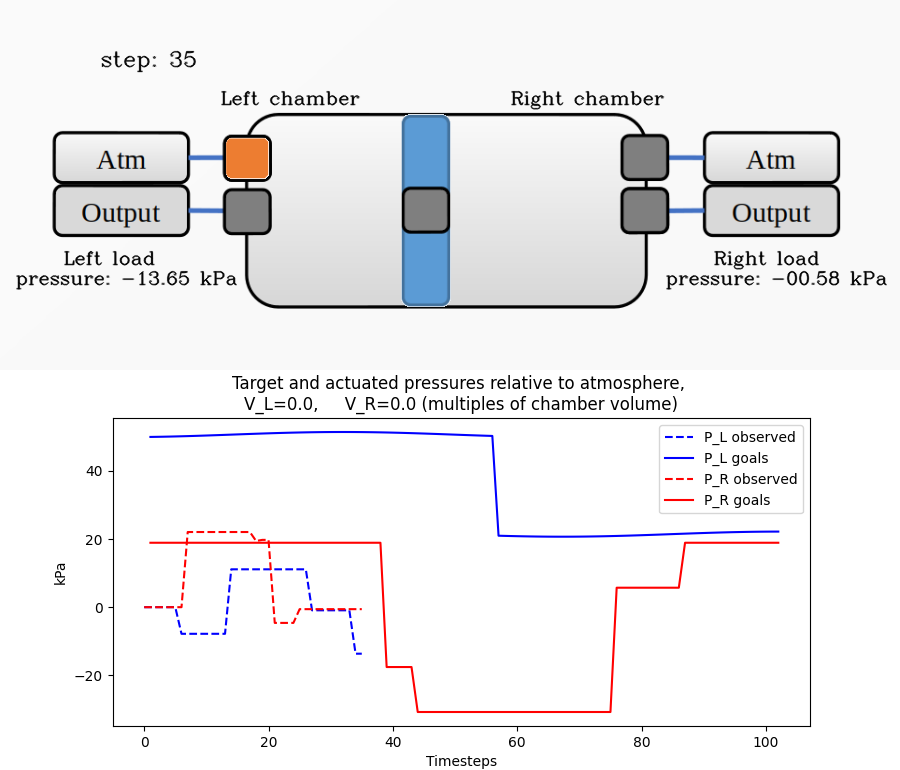 step: 35
Left chamber
Right chamber
Atm
Atm
Output
Output
Left load
pressure: -13.65 kPa
Right load
pressure: -00.58 kPa
Target and actuated pressures relative to atmosphere,
V_L=0.0, V_R=0.0 (multiples of chamber volume)
P_L observed
P_L goals
P_R observed
P_R goals
kPa
40
20
0
−20
0 20 40 60 80 100
Timesteps